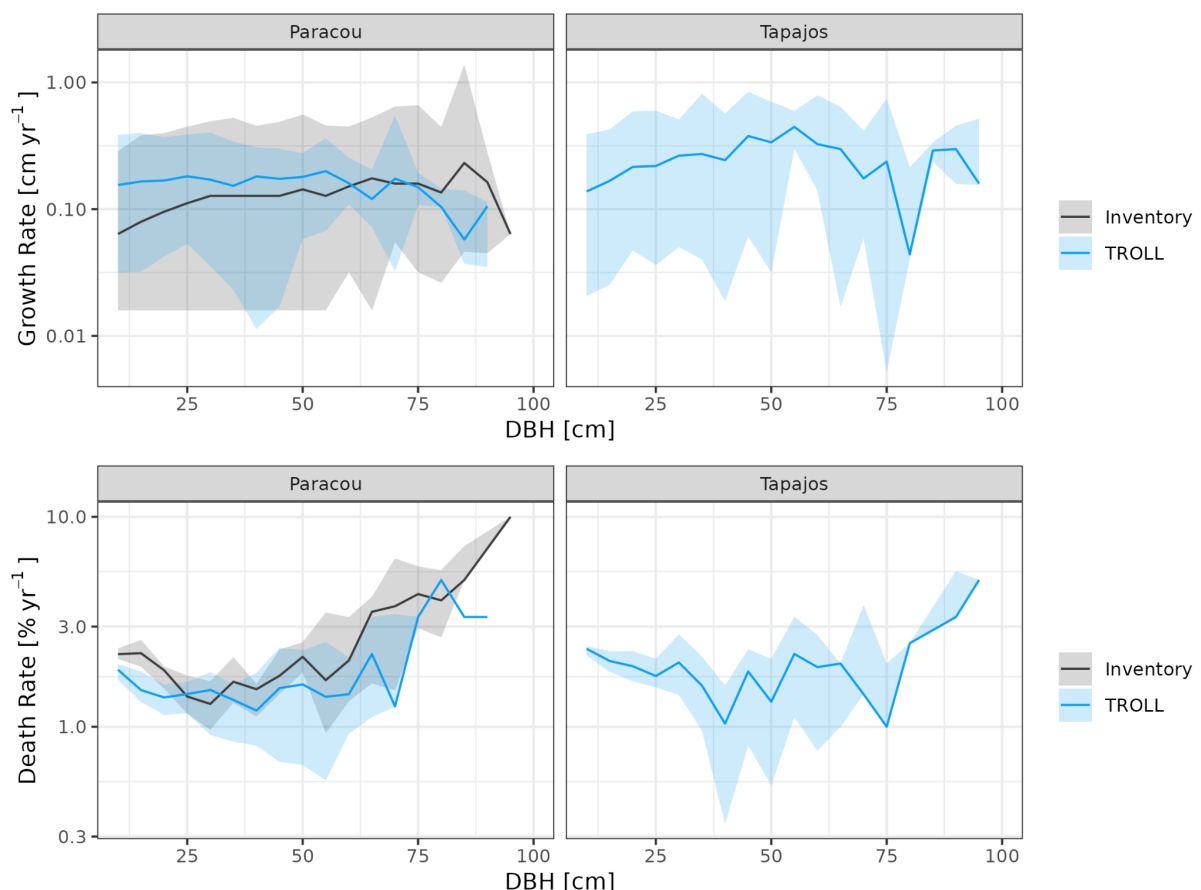 Paracou
Tapajos
Growth Rate [cm yr⁻¹ ]
1.00
0.10
0.01
25
50
75
100
25
50
75
100
DBH [cm]
Inventory
TROLL
Paracou
Tapajos
Death Rate [% yr⁻¹ ]
10.0
3.0
1.0
0.3
25
50
75
100
25
50
75
100
DBH [cm]
Inventory
TROLL